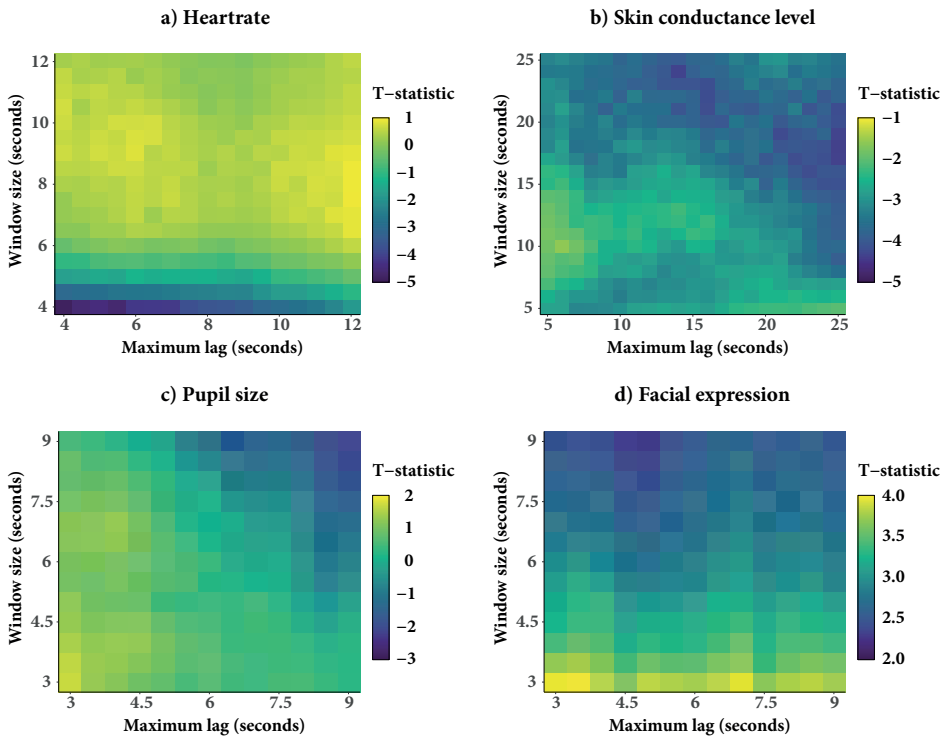 a) Heartrate
b) Skin conductance level
Window size (seconds)
12
10
8
6
4
4 6 8 10 12
Maximum lag (seconds)
T−statistic
1
0
−1
−2
−3
−4
−5
Window size (seconds)
25
20
15
10
5
5 10 15 20 25
Maximum lag (seconds)
T−statistic
−1
−2
−3
−4
−5
c) Pupil size
d) Facial expression
Window size (seconds)
9
7.5
6
4.5
3
3 4.5 6 7.5 9
Maximum lag (seconds)
T−statistic
2
1
0
−1
−2
−3
Window size (seconds)
9
7.5
6
4.5
3
3 4.5 6 7.5 9
Maximum lag (seconds)
T−statistic
4.0
3.5
3.0
2.5
2.0